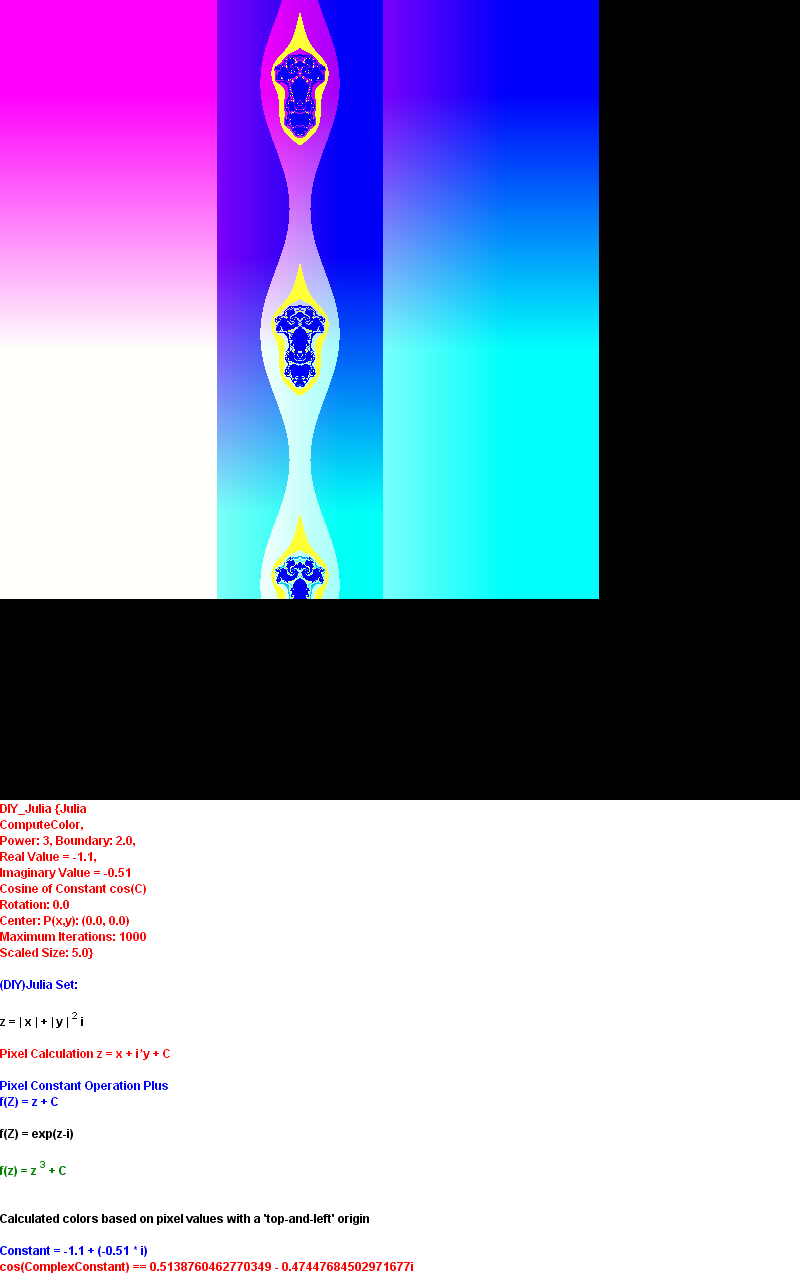 DIY_Julia {Julia
ComputeColor,
Power: 3, Boundary: 2.0,
Real Value = -1.1,
Imaginary Value = -0.51
Cosine of Constant cos(C)
Rotation: 0.0
Center: P(x,y): (0.0, 0.0)
Maximum Iterations: 1000
Scaled Size: 5.0}
(DIY)Julia Set:
z = | x | + | y | 2 i
Pixel Calculation z = x + i*y + C
Pixel Constant Operation Plus
f(Z) = z + C
f(Z) = exp(z-i)
f(z) = z 3 + C
Calculated colors based on pixel values with a 'top-and-left' origin
Constant = -1.1 + (-0.51 * i)
cos(ComplexConstant) == 0.5138760462770349 - 0.47447684502971677i